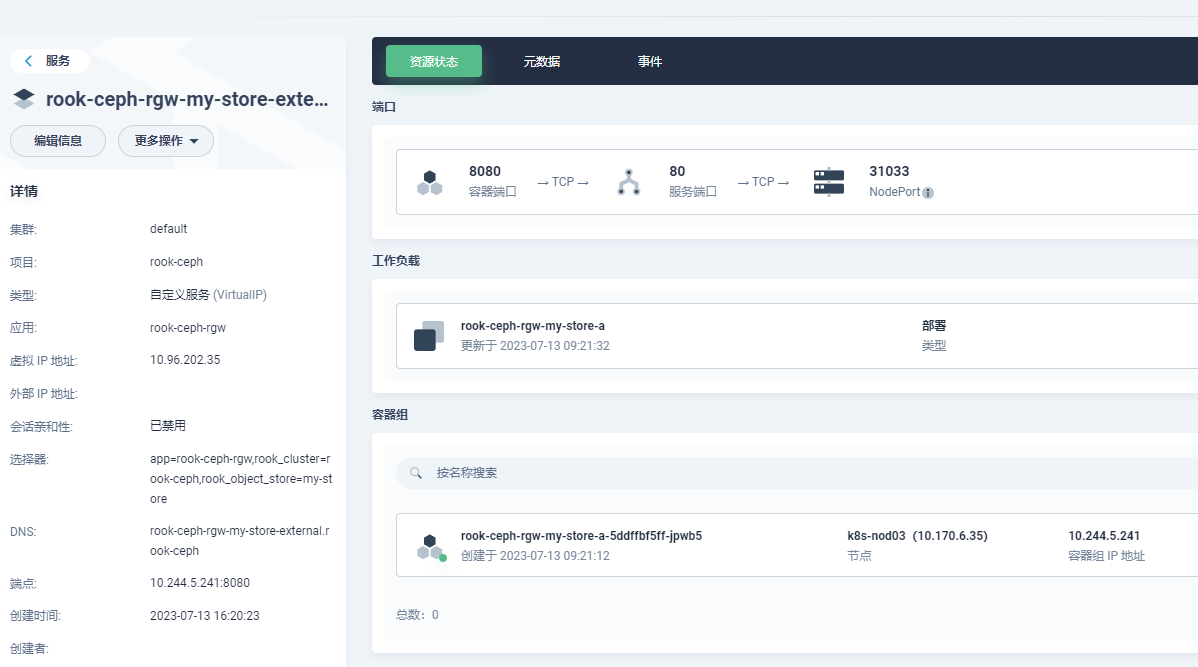 服务
rook-ceph-rgw-my-store-exte...
编辑信息
更多操作
详情
集群: default
项目: rook-ceph
类型: 自定义服务 (VirtualIP)
应用: rook-ceph-rgw
虚拟 IP 地址: 10.96.202.35
外部 IP 地址:
会话亲和性: 已禁用
选择器: app=rook-ceph-rgw,rook_cluster=r
ook-ceph,rook_object_store=my-st
ore
DNS: rook-ceph-rgw-my-store-external.r
ook-ceph
端点: 10.244.5.241:8080
创建时间: 2023-07-13 16:20:23
创建者:
资源状态 元数据 事件
端口
8080 80 31033
容器端口 →TCP→ 服务端口 →TCP→ NodePort
工作负载
rook-ceph-rgw-my-store-a 部署
更新于 2023-07-13 09:21:32 类型
容器组
按名称搜索
rook-ceph-rgw-my-store-a-5ddffbf5ff-jpwb5 k8s-nod03（10.170.6.35） 10.244.5.241
创建于 2023-07-13 09:21:12 节点 容器组 IP 地址
总数：0